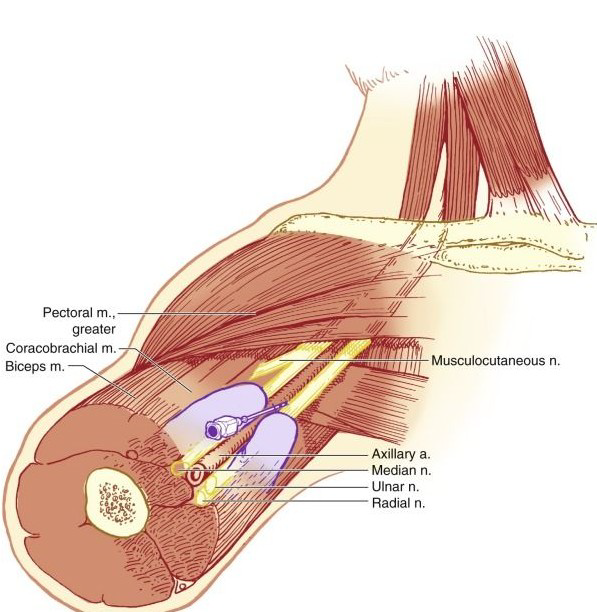 Pectoral m.,
greater
Coracobrachial m.
Biceps m.
Musculocutaneous n.
Axillary a.
Median n.
Ulnar n.
Radial n.